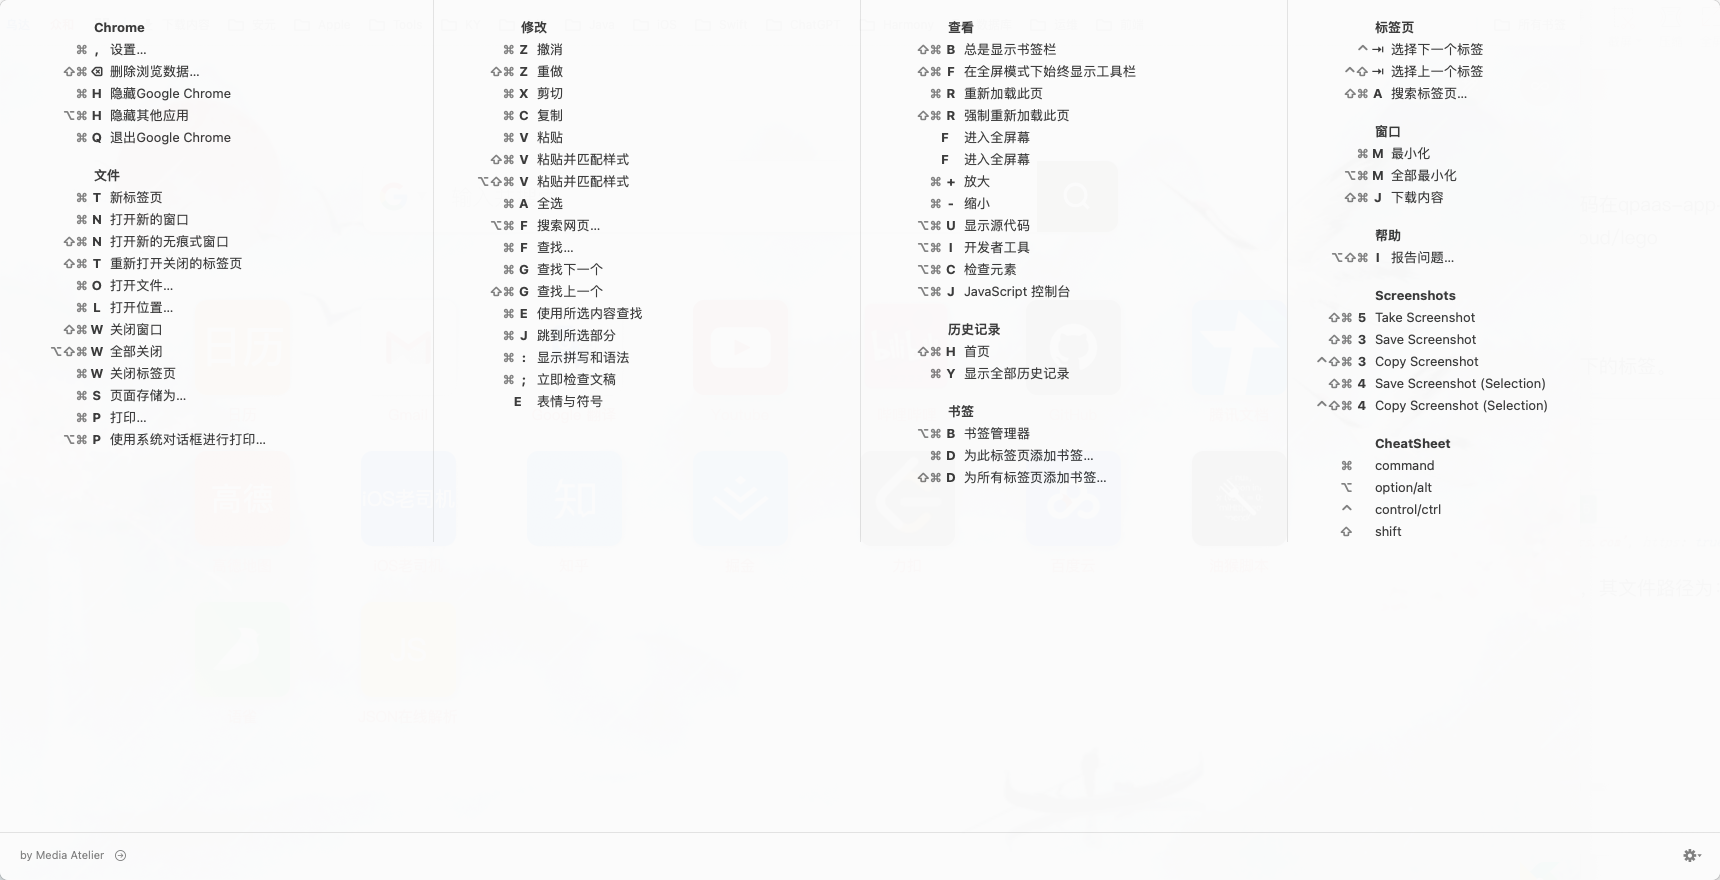 Chrome
⌘ , 设置...
⇧⌘ ⌫ 删除浏览数据...
⌘ H 隐藏Google Chrome
⌥⌘ H 隐藏其他应用
⌘ Q 退出Google Chrome
文件
⌘ T 新标签页
⌘ N 打开新的窗口
⇧⌘ N 打开新的无痕式窗口
⇧⌘ T 重新打开关闭的标签页
⌘ O 打开文件...
⌘ L 打开位置...
⇧⌘ W 关闭窗口
⌥⇧⌘ W 全部关闭
⌘ W 关闭标签页
⌘ S 页面存储为...
⌘ P 打印...
⌥⌘ P 使用系统对话框进行打印...
修改
⌘ Z 撤消
⇧⌘ Z 重做
⌘ X 剪切
⌘ C 复制
⌘ V 粘贴
⇧⌘ V 粘贴并匹配样式
⌥⇧⌘ V 粘贴并匹配样式
⌘ A 全选
⌥⌘ F 搜索网页...
⌘ F 查找...
⌘ G 查找下一个
⇧⌘ G 查找上一个
⌘ E 使用所选内容查找
⌘ J 跳到所选部分
⌘ : 显示拼写和语法
⌘ ; 立即检查文稿
E 表情与符号
查看
⇧⌘ B 总是显示书签栏
⇧⌘ F 在全屏模式下始终显示工具栏
⌘ R 重新加载此页
⇧⌘ R 强制重新加载此页
F 进入全屏幕
F 进入全屏幕
⌘ + 放大
⌘ - 缩小
⌥⌘ U 显示源代码
⌥⌘ I 开发者工具
⌥⌘ C 检查元素
⌥⌘ J JavaScript 控制台
历史记录
⇧⌘ H 首页
⌘ Y 显示全部历史记录
书签
⌥⌘ B 书签管理器
⌘ D 为此标签页添加书签...
⇧⌘ D 为所有标签页添加书签...
标签页
^ ⇥ 选择下一个标签
^⇧ ⇥ 选择上一个标签
⇧⌘ A 搜索标签页...
窗口
⌘ M 最小化
⌥⌘ M 全部最小化
⇧⌘ J 下载内容
帮助
⌥⇧⌘ I 报告问题...
Screenshots
⇧⌘ 5 Take Screenshot
⇧⌘ 3 Save Screenshot
^⇧⌘ 3 Copy Screenshot
⇧⌘ 4 Save Screenshot (Selection)
^⇧⌘ 4 Copy Screenshot (Selection)
CheatSheet
⌘ command
⌥ option/alt
^ control/ctrl
⇧ shift
by Media Atelier